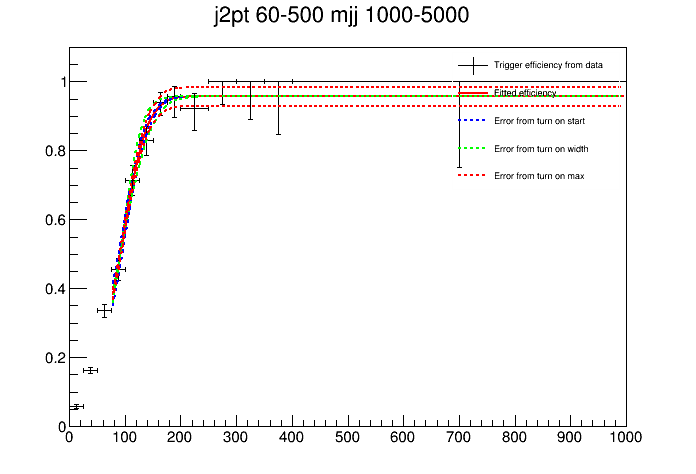 j2pt 60-500 mjj 1000-5000
1
0.8
0.6
0.4
0.2
0
Trigger efficiency from data
Fitted efficiency
Error from turn on start
Error from turn on width
Error from turn on max
0 100 200 300 400 500 600 700 800 900 1000